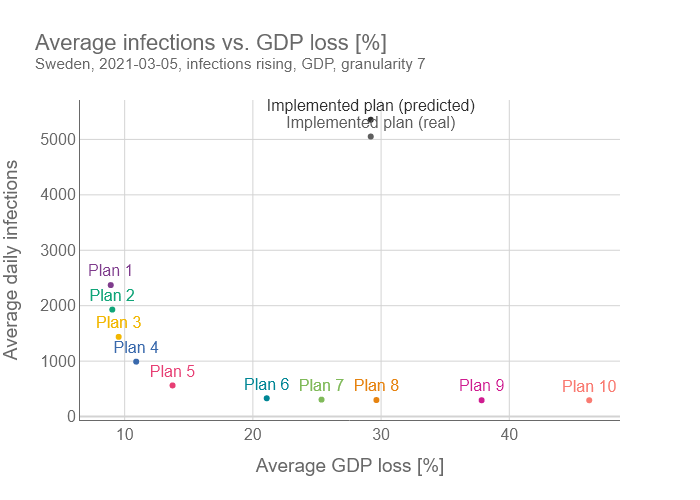 Average infections vs. GDP loss [%]
Sweden, 2021-03-05, infections rising, GDP, granularity 7
Implemented plan (predicted)
Implemented plan (real)
5000
4000
3000
2000
1000
0
Average daily infections
Plan 1
Plan 2
Plan 3
Plan 4
Plan 5
Plan 6
Plan 7
Plan 8
Plan 9
Plan 10
10
20
30
40
Average GDP loss [%]